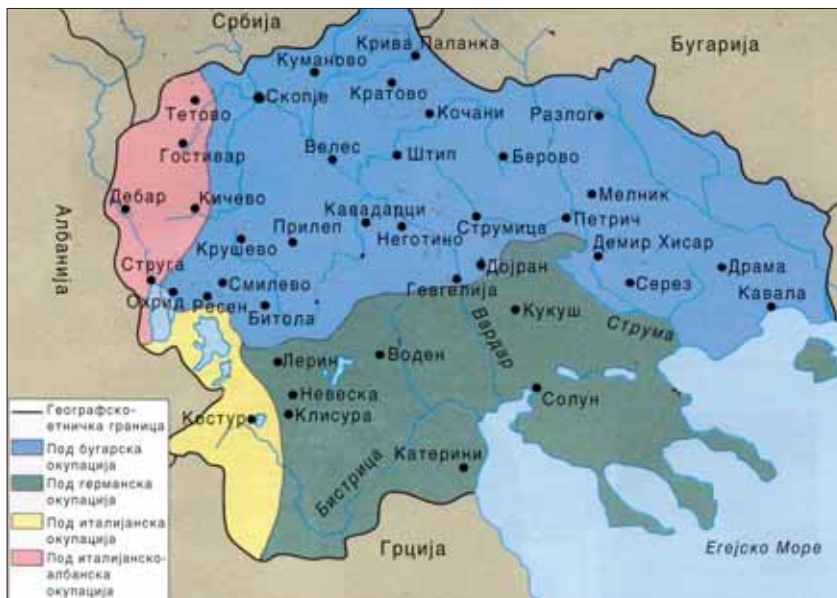 Србија
Бугарија
Крива Паланка
Куманово
Скопје
Кратово
Тетово
Кочани
Разлог
Гостивар
Велес
Штип
Берово
Албанија
Дебар
Кичево
Мелник
Кавадарци
Струмица
Петрич
Прилеп
Неготино
Крушево
Демир Хисар
Дојран
Драма
Струга
Смилево
Гевгелија
Серез
Охрид
Ресен
Битола
Кукуш
Кавала
Вардар
Струма
Лерин
Воден
Невеска
Солун
Костур
Клисура
Катерини
Бистрица
Грција
Егејско Море
Географско-
етничка граница
Под бугарска
окупација
Под германска
окупација
Под италијанска
окупација
Под италијанско-
албанска
окупација